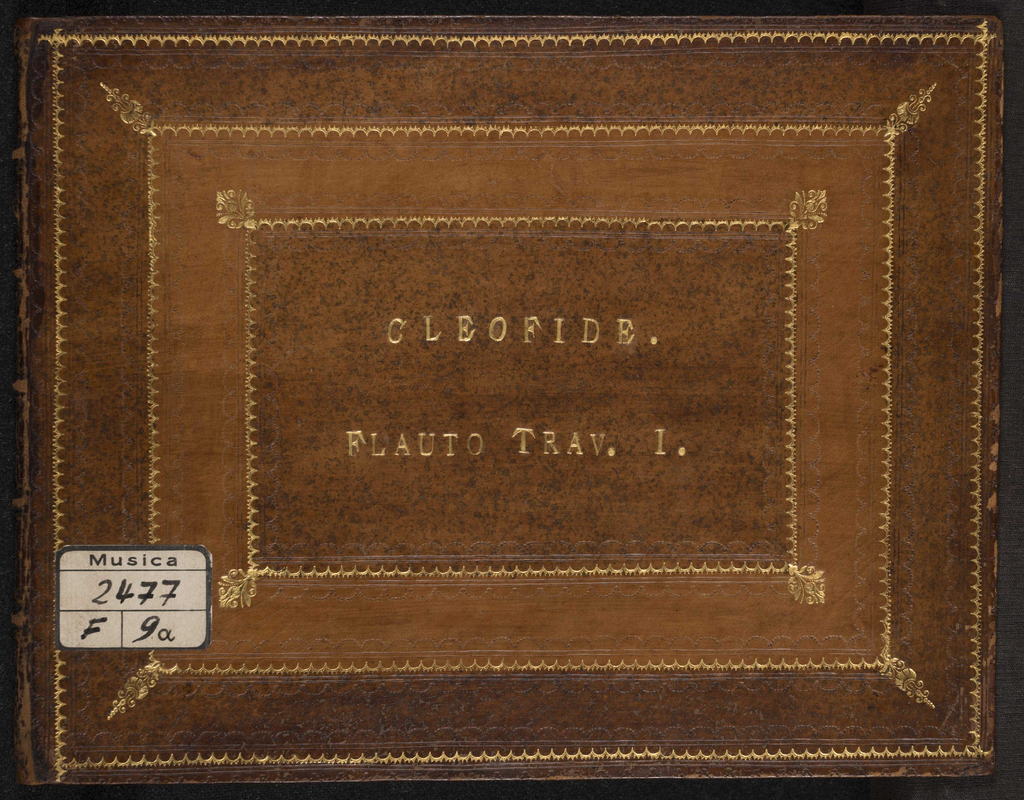 CLEOFIDE.
FLAUTO TRAV. I.
Musica
2477
F 9a